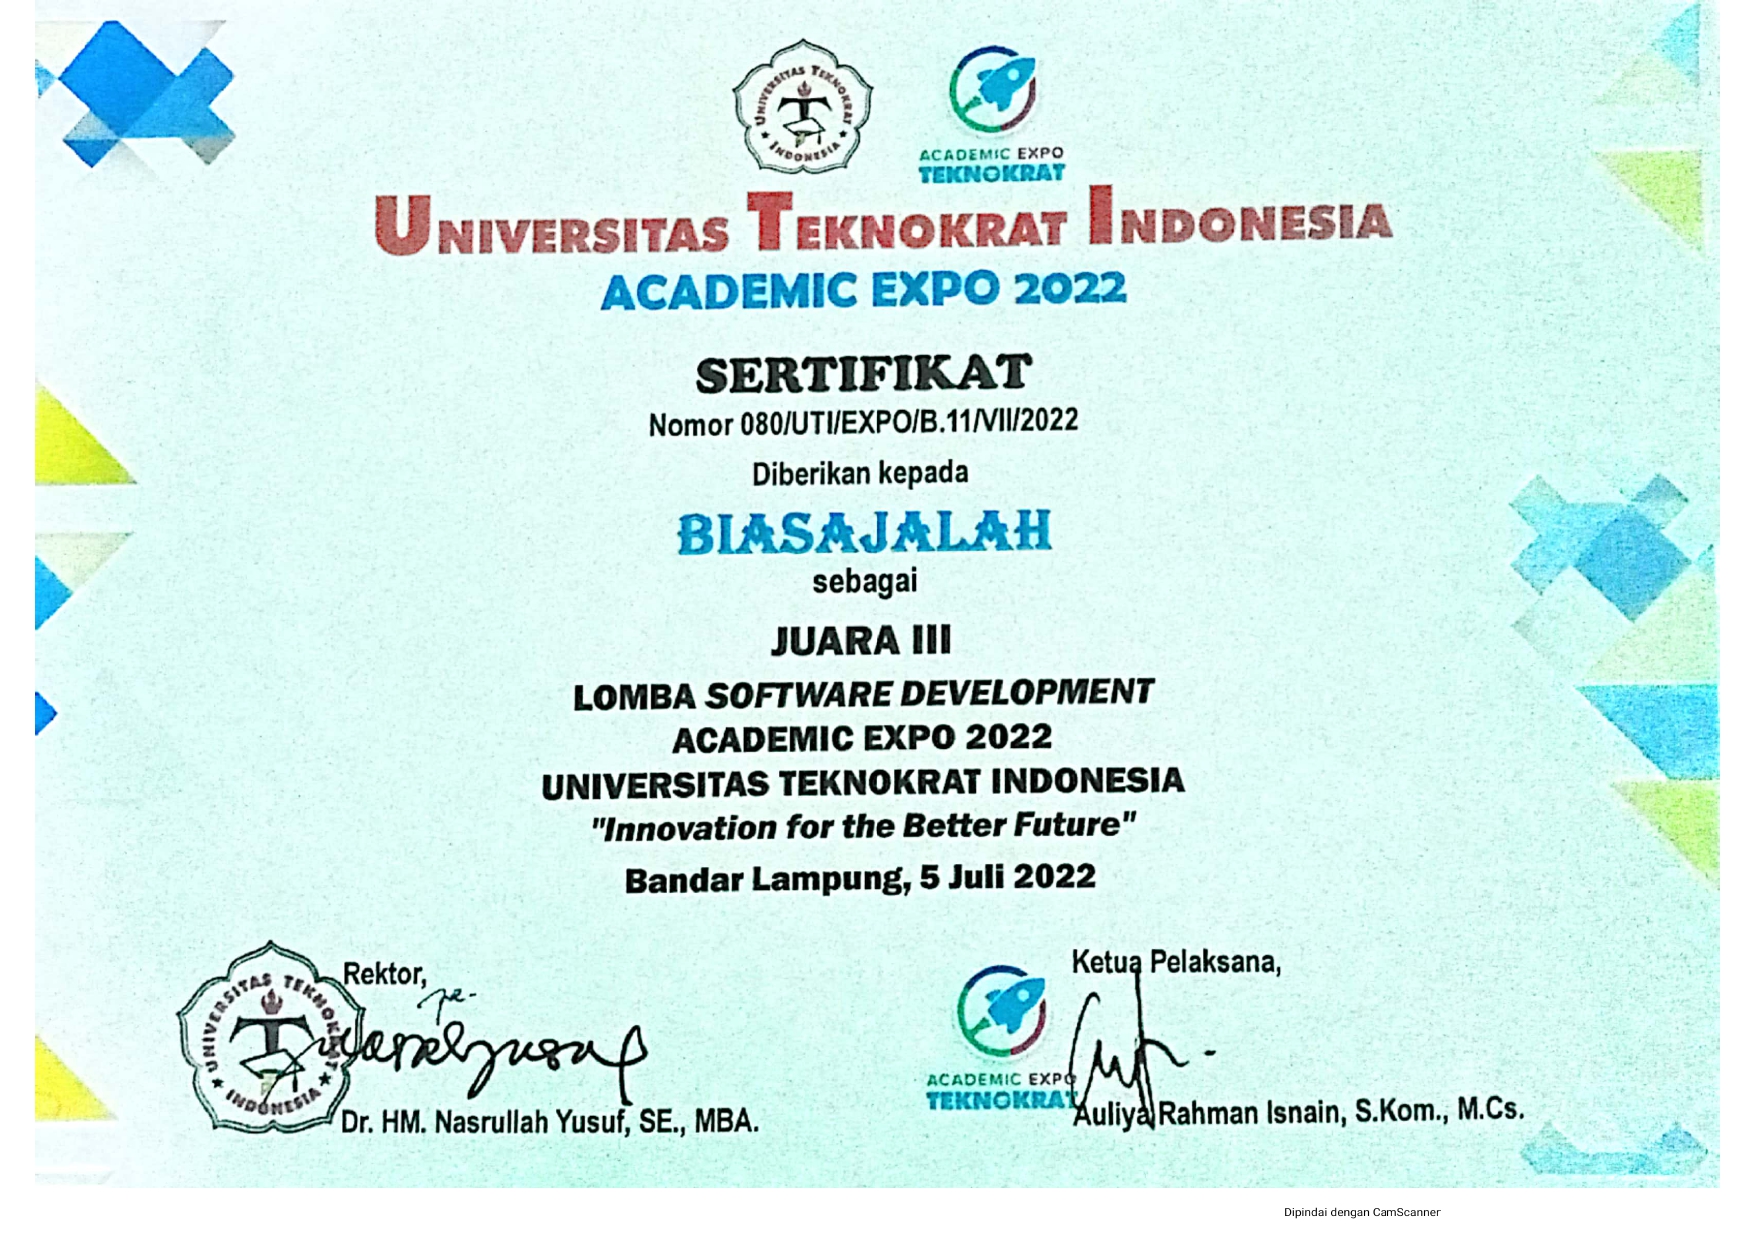 UNIVERSITAS TEKNOKRAT
INDONESIA
ACADEMIC EXPO
TEKNOKRAT
UNIVERSITAS TEKNOKRAT INDONESIA
ACADEMIC EXPO 2022
SERTIFIKAT
Nomor 080/UTI/EXPO/B.11/VII/2022
Diberikan kepada
BIASAJALAH
sebagai
JUARA III
LOMBA SOFTWARE DEVELOPMENT
ACADEMIC EXPO 2022
UNIVERSITAS TEKNOKRAT INDONESIA
"Innovation for the Better Future"
Bandar Lampung, 5 Juli 2022
Rektor,
UNIVERSITAS TEKNOKRAT
INDONESIA
Dr. HM. Nasrullah Yusuf, SE., MBA.
Ketua Pelaksana,
ACADEMIC EXPO
TEKNOKRAT
Auliya Rahman Isnain, S.Kom., M.Cs.
Dipindai dengan CamScanner